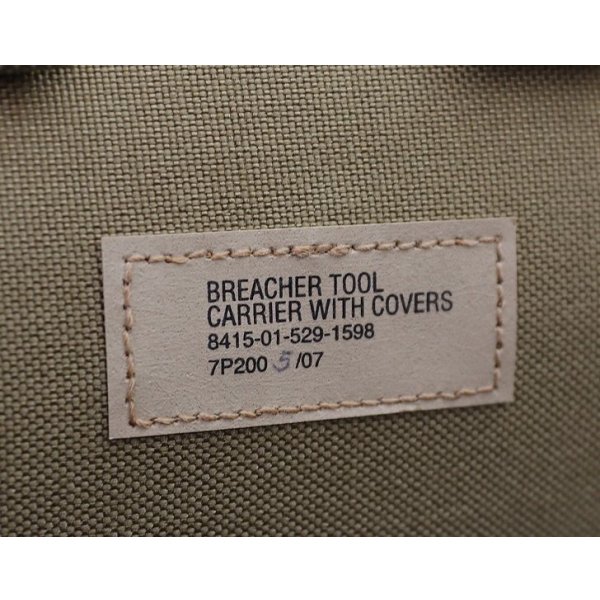 BREACHER TOOL
CARRIER WITH COVERS
8415-01-529-1598
7P200 5 /07